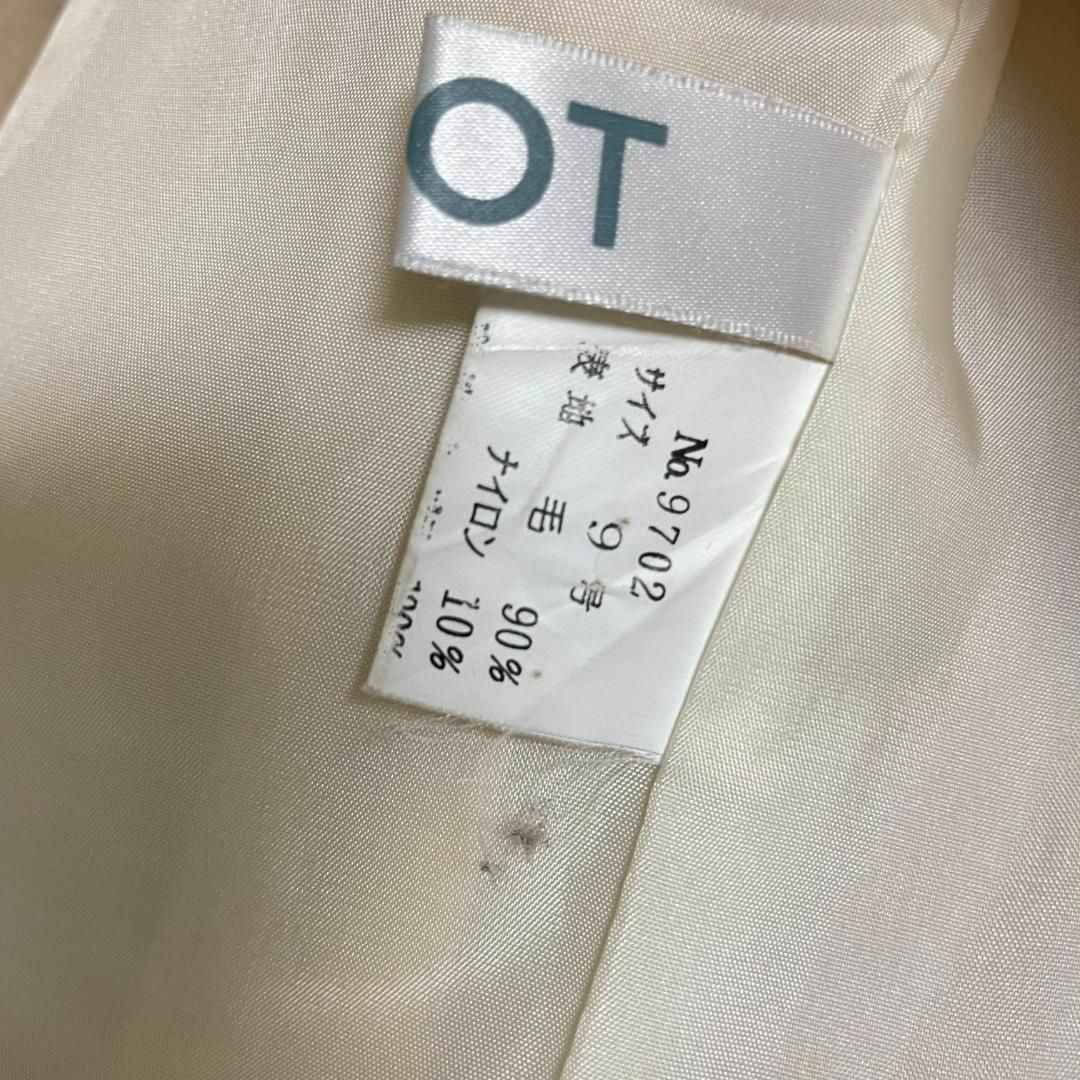 OT
No.9702
サイズ 9号
表地 毛 90%
ナイロン 10%